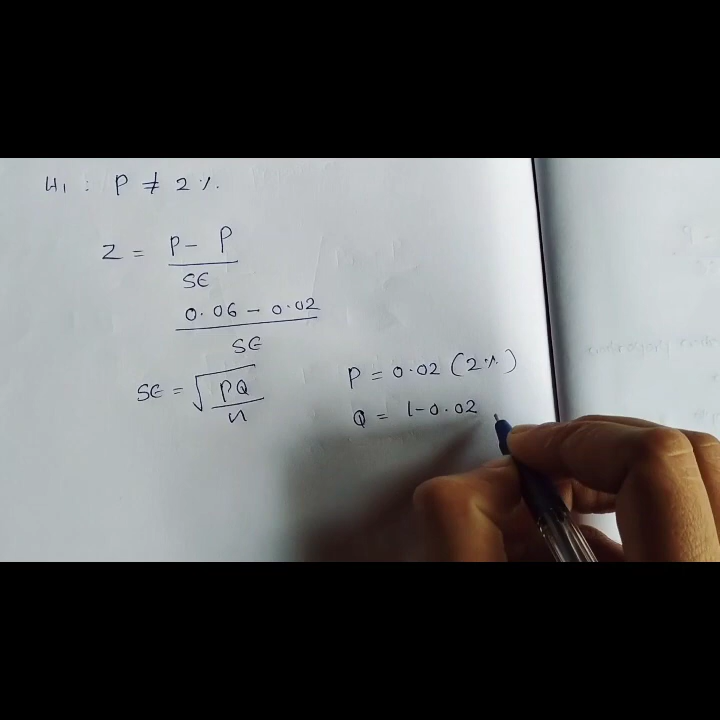 H1 : P ≠ 2 %.
Z = P - P
SE
0.06 - 0.02
SE
SE = √ PQ
n
P = 0.02 (2%)
Q = 1-0.02